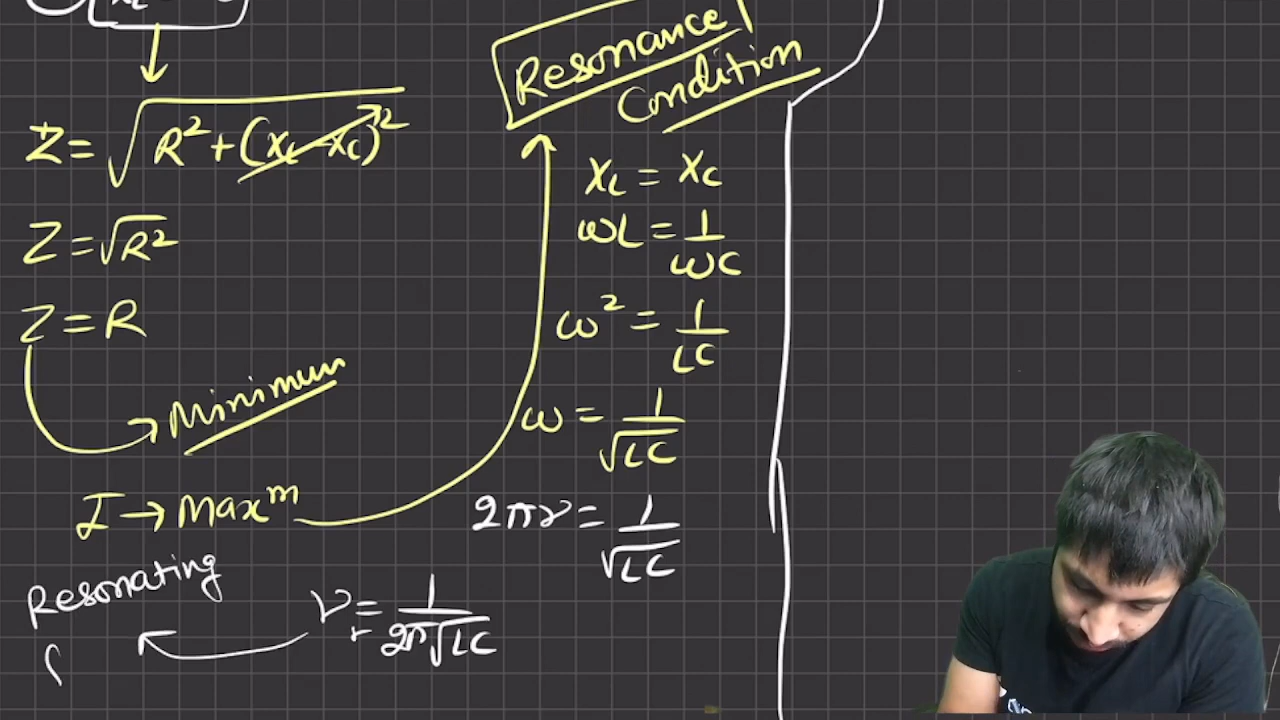 Z = √R² + (X_L - X_C)²
Z = √R²
Z = R
Minimum
I → Maxᵐ
Resonating
ν_r = 1/2π√LC
Resonance
Condition
X_L = X_C
ωL = 1/ωC
ω² = 1/LC
ω = 1/√LC
2πν = 1/√LC